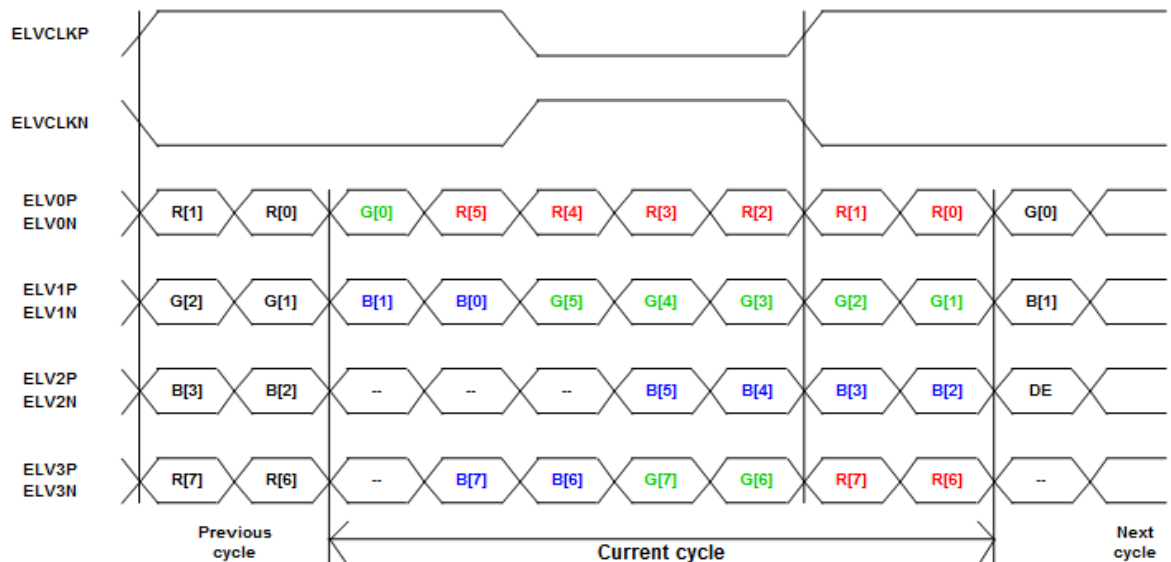 ELVCLKP
ELVCLKN
ELV0P
ELV0N
R[1] R[0] G[0] R[5] R[4] R[3] R[2] R[1] R[0] G[0]
ELV1P
ELV1N
G[2] G[1] B[1] B[0] G[5] G[4] G[3] G[2] G[1] B[1]
ELV2P
ELV2N
B[3] B[2] -- -- -- B[5] B[4] B[3] B[2] DE
ELV3P
ELV3N
R[7] R[6] -- B[7] B[6] G[7] G[6] R[7] R[6] --
Previous
cycle
Current cycle
Next
cycle